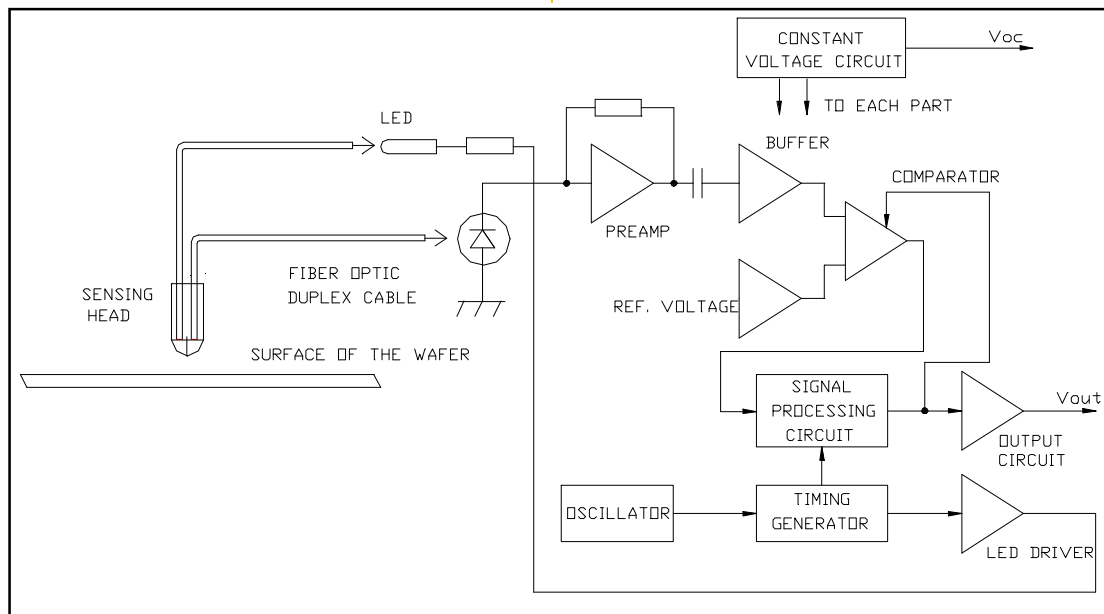 CONSTANT
VOLTAGE CIRCUIT
Voc
TO EACH PART
LED
BUFFER
COMPARATOR
PREAMP
FIBER OPTIC
DUPLEX CABLE
SENSING
HEAD
REF. VOLTAGE
SURFACE OF THE WAFER
SIGNAL
PROCESSING
CIRCUIT
Vout
OUTPUT
CIRCUIT
OSCILLATOR
TIMING
GENERATOR
LED DRIVER